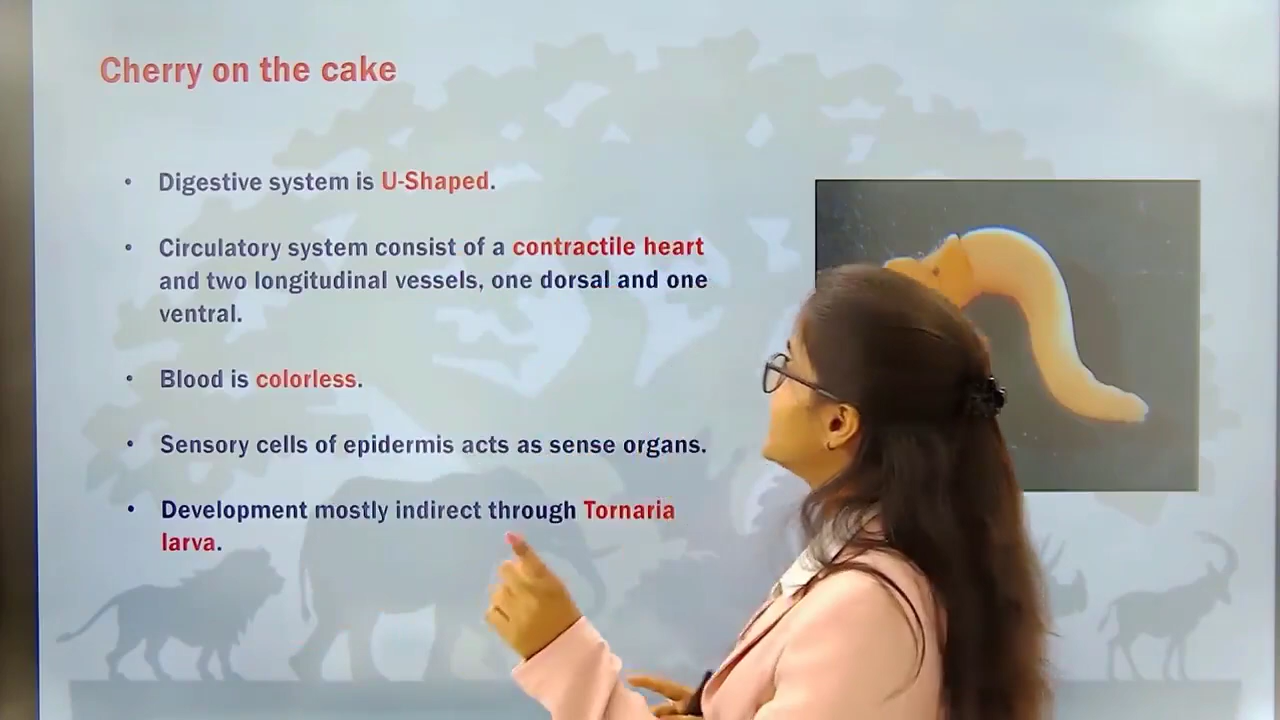 Cherry on the cake
• Digestive system is U-Shaped.
• Circulatory system consist of a contractile heart
and two longitudinal vessels, one dorsal and one
ventral.
• Blood is colorless.
• Sensory cells of epidermis acts as sense organs.
• Development mostly indirect through Tornaria
larva.